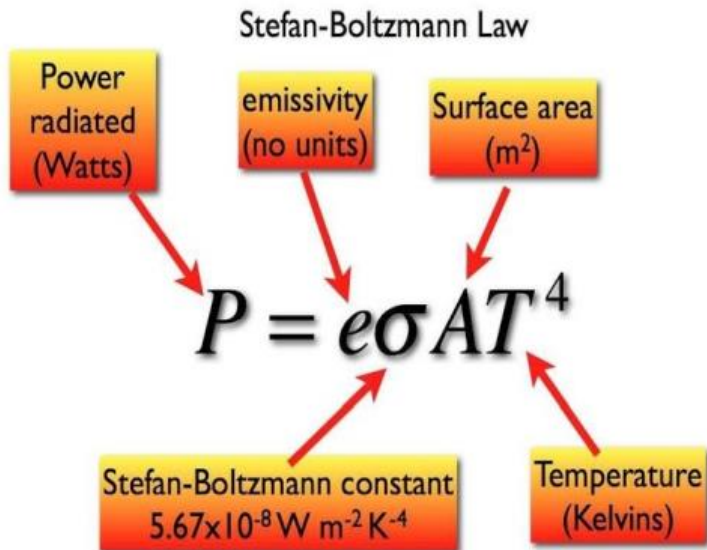 Stefan-Boltzmann Law
Power
radiated
(Watts)
emissivity
(no units)
Surface area
(m²)
P = eσAT⁴
Stefan-Boltzmann constant
5.67x10⁻⁸ W m⁻² K⁻⁴
Temperature
(Kelvins)